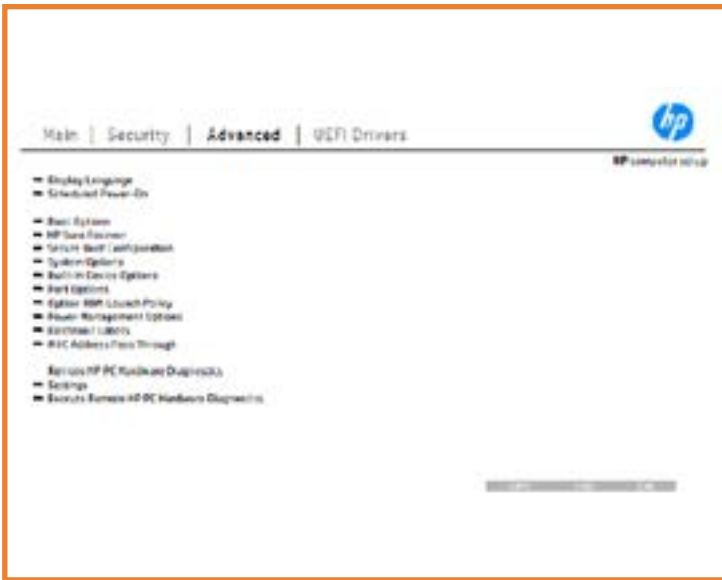 hp
Main | Security | Advanced | UEFI Drivers
HP computer setup
Display Language
Scheduled Power-On
Boot Options
HP Sure Recover
Secure Boot Configuration
System Options
Built-In Device Options
Port Options
Option ROM Launch Policy
Power Management Options
Electronic Labels
MAC Address Pass Through
Remote HP PC Hardware Diagnostics
Settings
Execute Remote HP PC Hardware Diagnostics